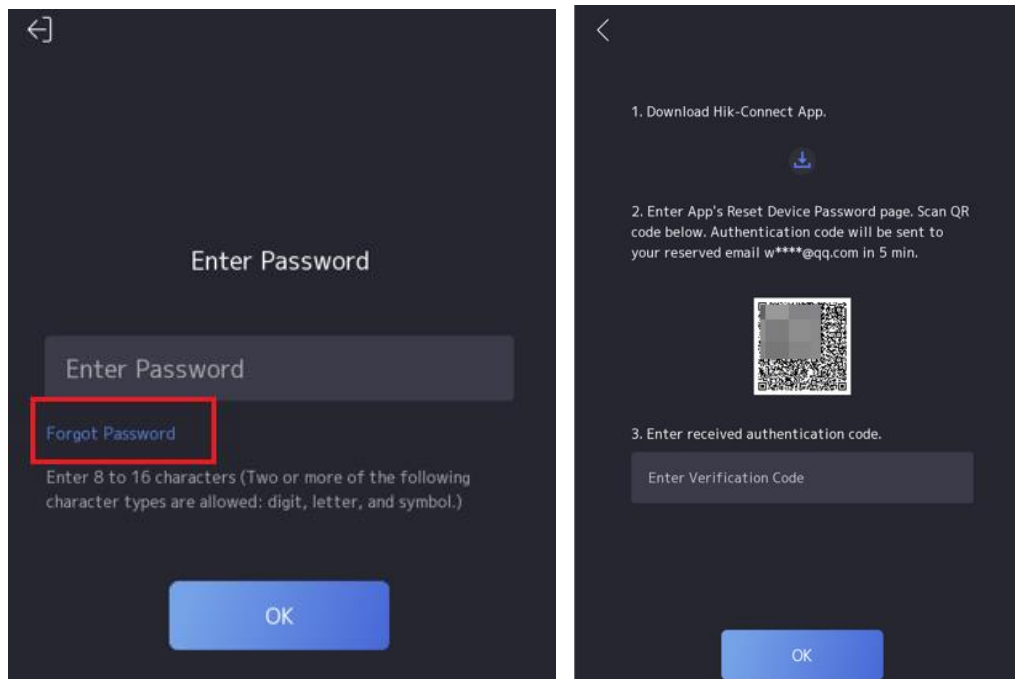 Enter Password
Enter Password
Forgot Password
Enter 8 to 16 characters (Two or more of the following
character types are allowed: digit, letter, and symbol.)
OK
1. Download Hik-Connect App.
2. Enter App's Reset Device Password page. Scan QR
code below. Authentication code will be sent to
your reserved email w****@qq.com in 5 min.
3. Enter received authentication code.
Enter Verification Code
OK